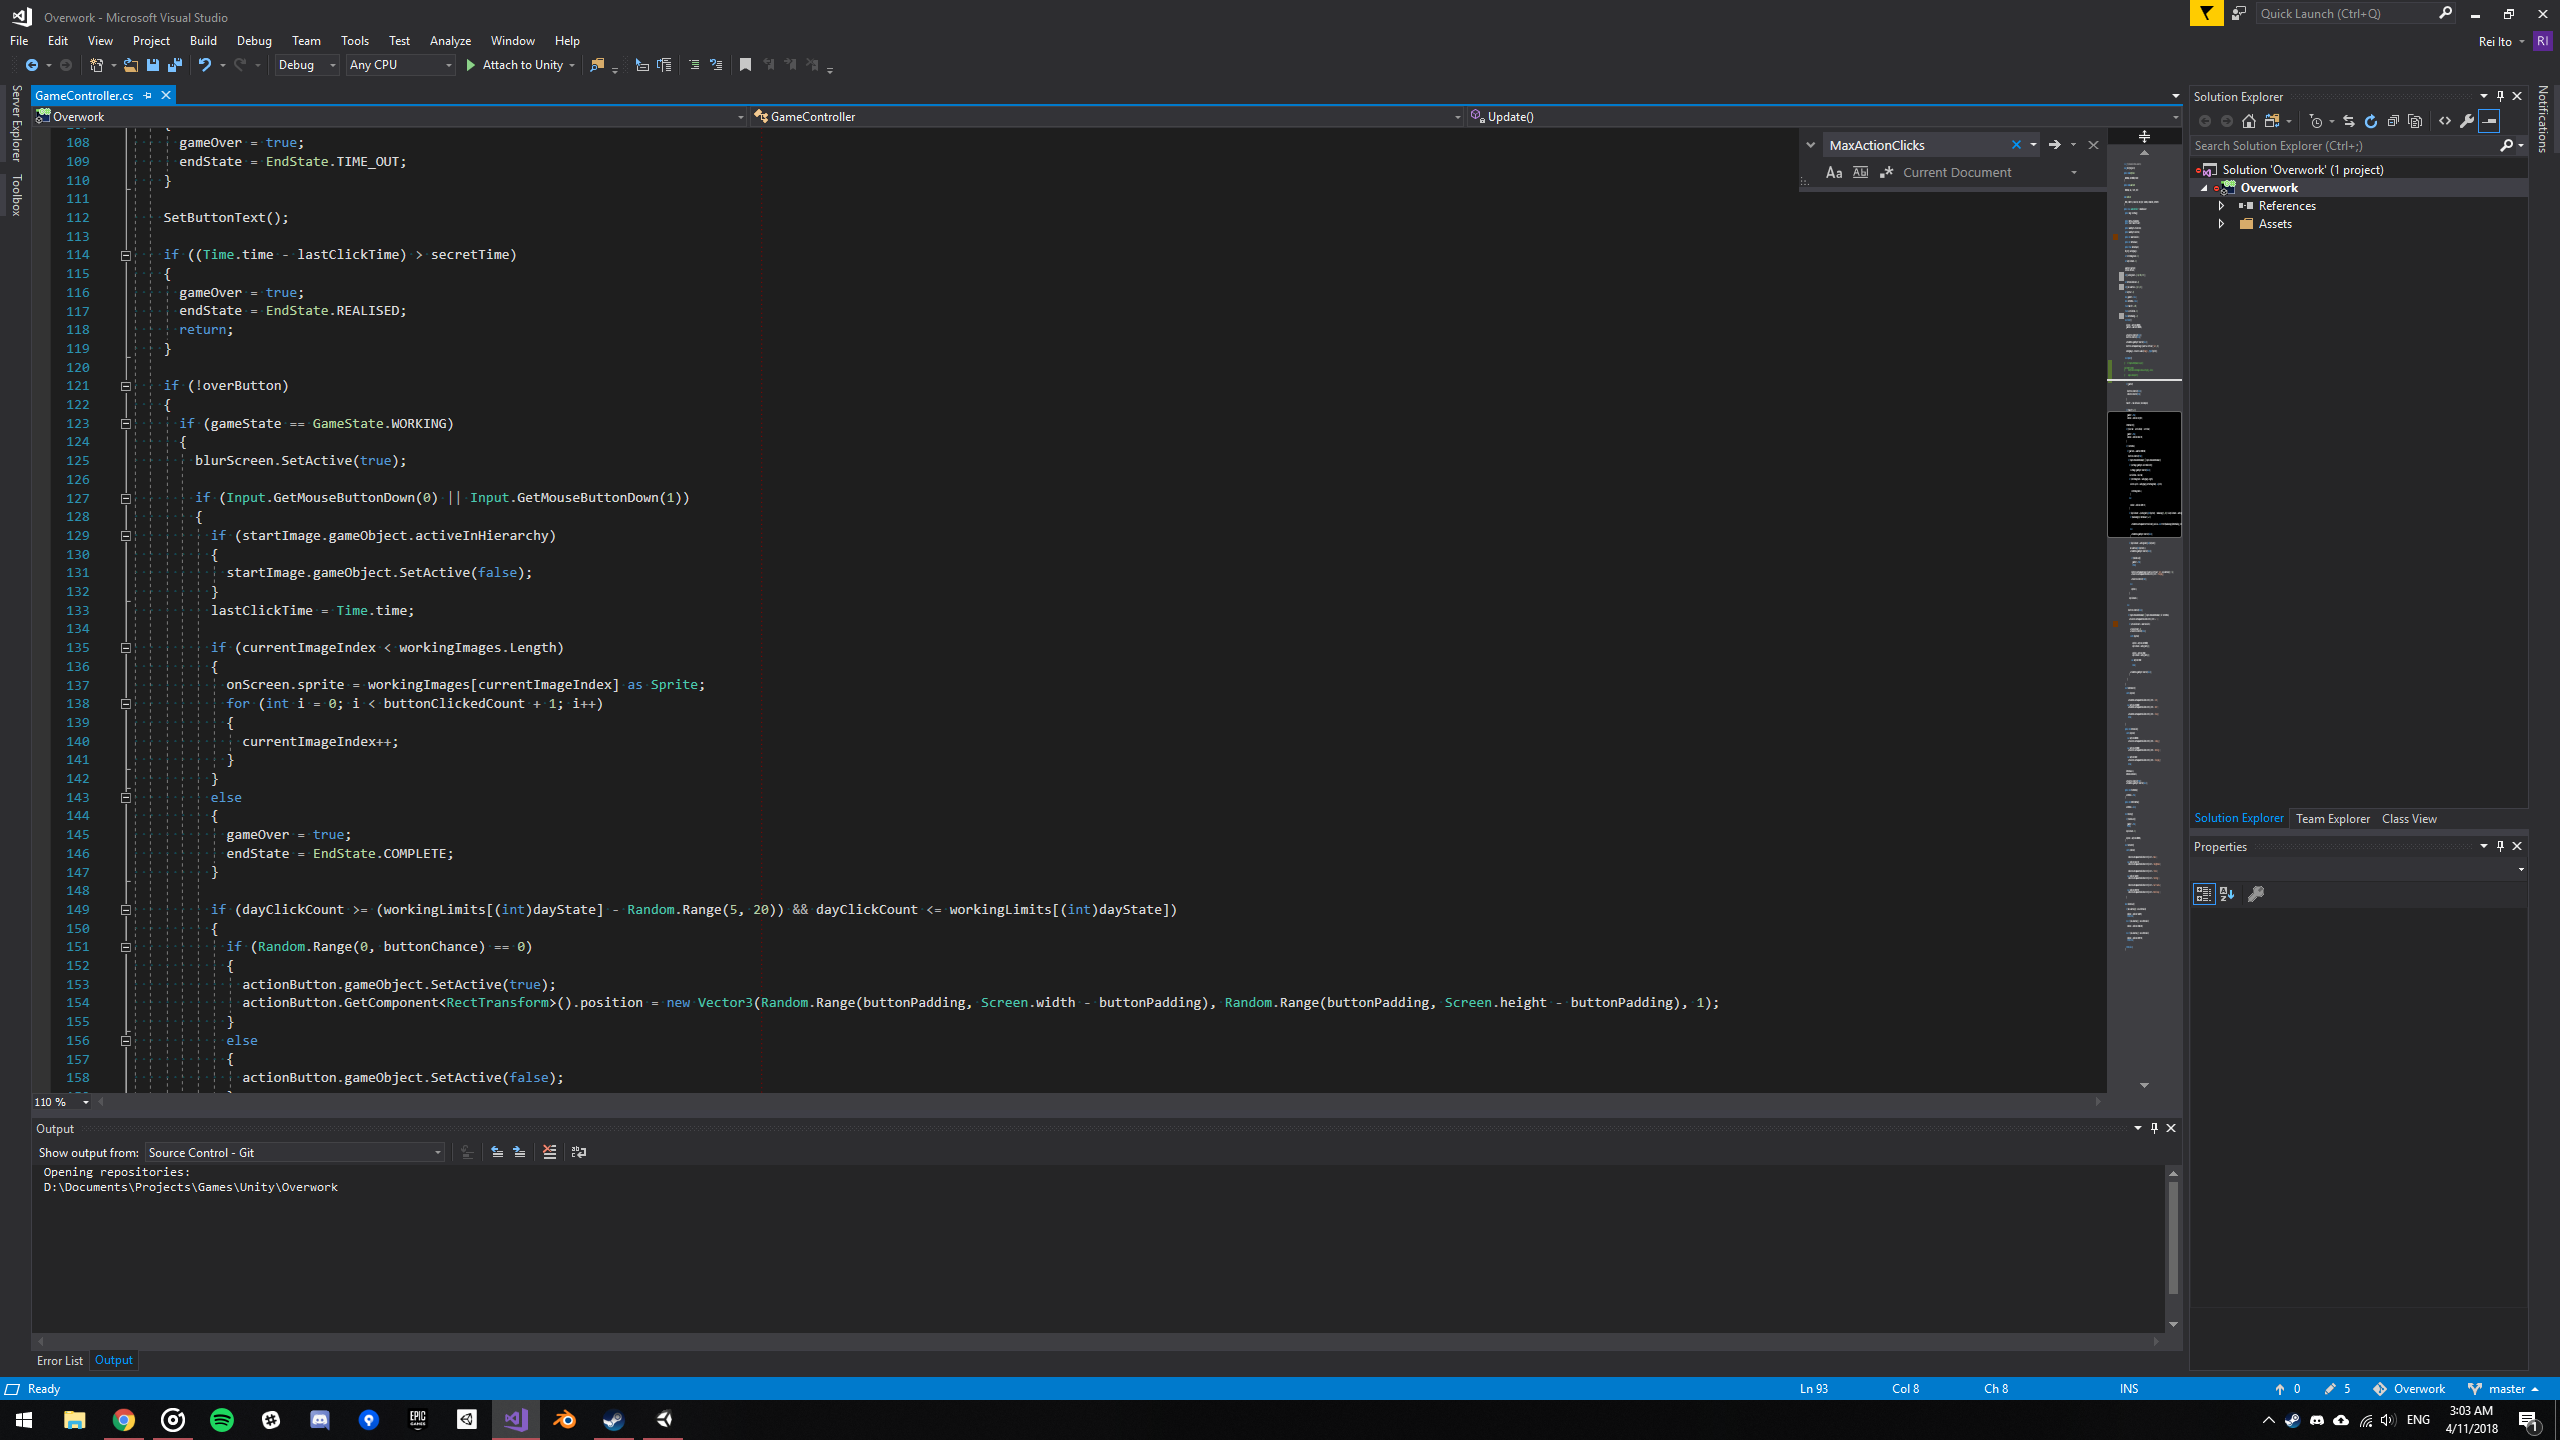 Overwork - Microsoft Visual Studio
Quick Launch (Ctrl+Q)
File Edit View Project Build Debug Team Tools Test Analyze Window Help
Rei Ito RI
Debug Any CPU Attach to Unity
Server Explorer
Toolbox
GameController.cs
Overwork GameController Update()
MaxActionClicks
Aa Current Document
108 gameOver = true;
109 endState = EndState.TIME_OUT;
110 }
111
112 SetButtonText();
113
114 if ((Time.time - lastClickTime) > secretTime)
115 {
116 gameOver = true;
117 endState = EndState.REALISED;
118 return;
119 }
120
121 if (!overButton)
122 {
123 if (gameState == GameState.WORKING)
124 {
125 blurScreen.SetActive(true);
126
127 if (Input.GetMouseButtonDown(0) || Input.GetMouseButtonDown(1))
128 {
129 if (startImage.gameObject.activeInHierarchy)
130 {
131 startImage.gameObject.SetActive(false);
132 }
133 lastClickTime = Time.time;
134
135 if (currentImageIndex < workingImages.Length)
136 {
137 onScreen.sprite = workingImages[currentImageIndex] as Sprite;
138 for (int i = 0; i < buttonClickedCount + 1; i++)
139 {
140 currentImageIndex++;
141 }
142 }
143 else
144 {
145 gameOver = true;
146 endState = EndState.COMPLETE;
147 }
148
149 if (dayClickCount >= (workingLimits[(int)dayState] - Random.Range(5, 20)) && dayClickCount <= workingLimits[(int)dayState])
150 {
151 if (Random.Range(0, buttonChance) == 0)
152 {
153 actionButton.gameObject.SetActive(true);
154 actionButton.GetComponent<RectTransform>().position = new Vector3(Random.Range(buttonPadding, Screen.width - buttonPadding), Random.Range(buttonPadding, Screen.height - buttonPadding), 1);
155 }
156 else
157 {
158 actionButton.gameObject.SetActive(false);
110 %
Output
Show output from: Source Control - Git
Opening repositories:
D:\Documents\Projects\Games\Unity\Overwork
Error List Output
Solution Explorer
Search Solution Explorer (Ctrl+;)
Solution 'Overwork' (1 project)
Overwork
References
Assets
Solution Explorer Team Explorer Class View
Properties
Notifications
Ready Ln 93 Col 8 Ch 8 INS 0 5 Overwork master
EPIC GAMES
ENG
3:03 AM
4/11/2018
1